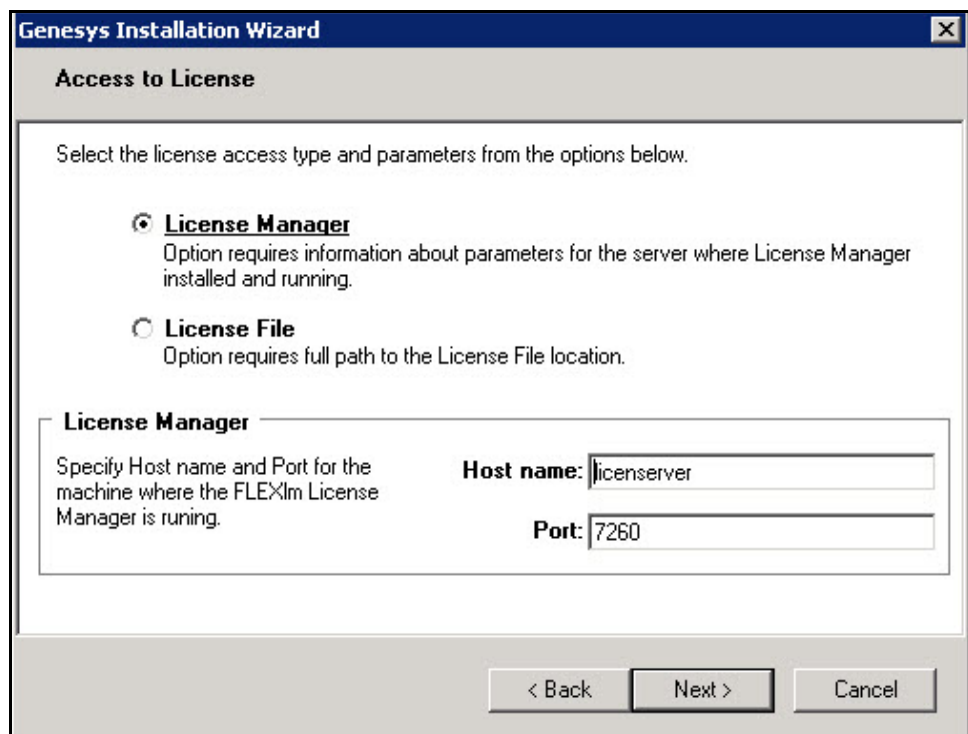 Genesys Installation Wizard
Access to License
Select the license access type and parameters from the options below.
License Manager
Option requires information about parameters for the server where License Manager
installed and running.
License File
Option requires full path to the License File location.
License Manager
Specify Host name and Port for the
machine where the FLEXlm License
Manager is runing.
Host name: licenserver
Port: 7260
< Back Next > Cancel